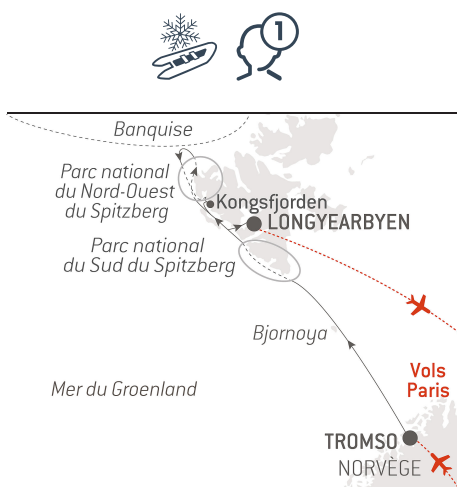 1
Banquise
Parc national
du Nord-Ouest
du Spitzberg
Kongsfjorden
LONGYEARBYEN
Parc national
du Sud du Spitzberg
Bjornoya
Vols
Paris
Mer du Groenland
TROMSO
NORVÈGE